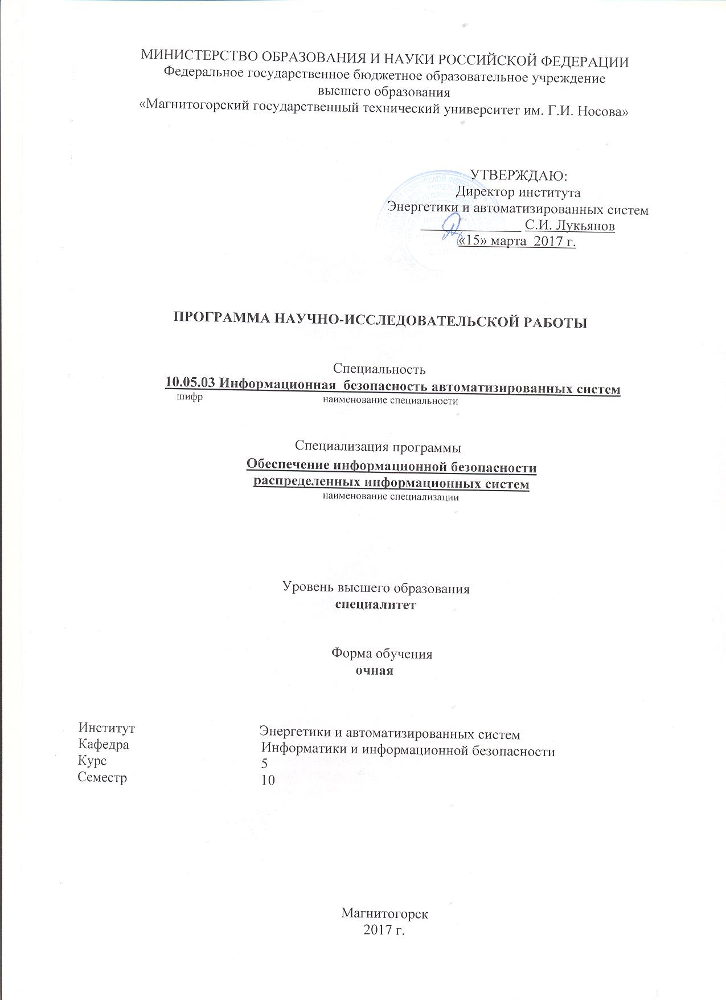 МИНИСТЕРСТВО ОБРАЗОВАНИЯ И НАУКИ РОССИЙСКОЙ ФЕДЕРАЦИИ
Федеральное государственное бюджетное образовательное учреждение
высшего образования
«Магнитогорский государственный технический университет им. Г.И. Носова»
УТВЕРЖДАЮ:
Директор института
Энергетики и автоматизированных систем
______________ С.И. Лукьянов
«15» марта 2017 г.
ПРОГРАММА НАУЧНО-ИССЛЕДОВАТЕЛЬСКОЙ РАБОТЫ
Специальность
10.05.03 Информационная безопасность автоматизированных систем
шифр наименование специальности
Специализация программы
Обеспечение информационной безопасности
распределенных информационных систем
наименование специализации
Уровень высшего образования
специалитет
Форма обучения
очная
Институт Энергетики и автоматизированных систем
Кафедра Информатики и информационной безопасности
Курс 5
Семестр 10
Магнитогорск
2017 г.